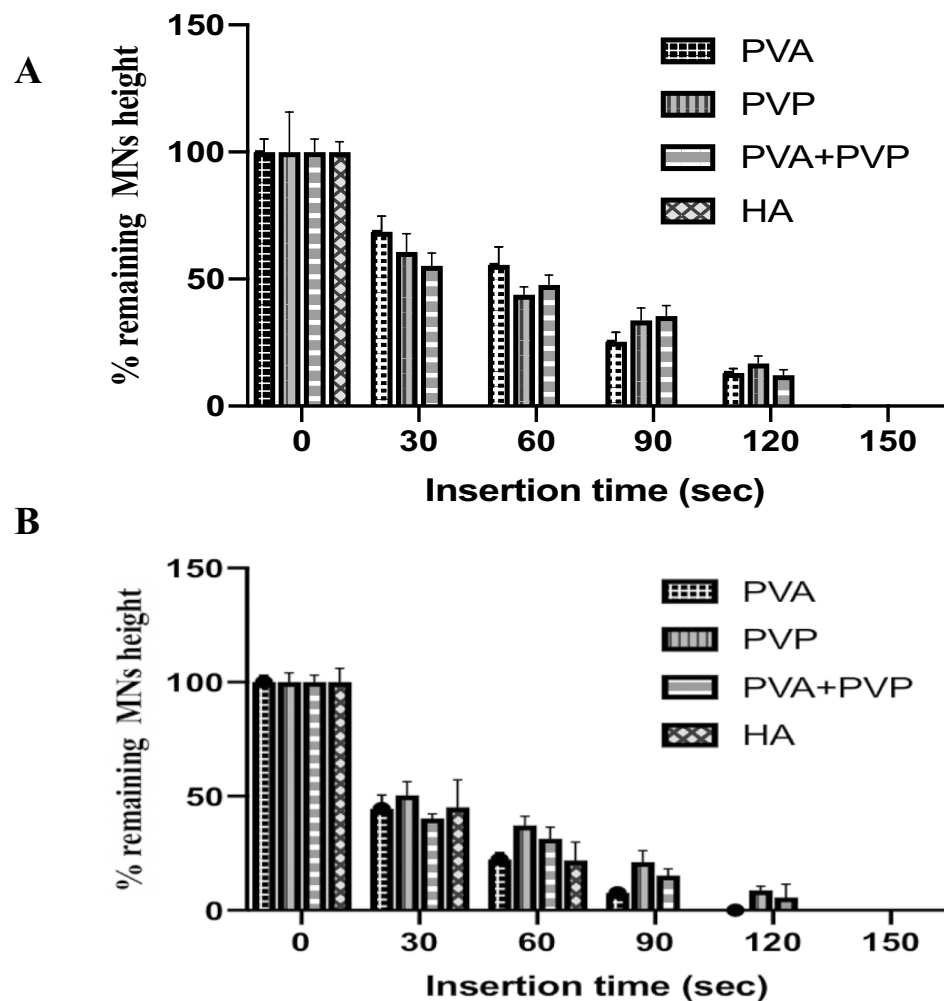 A
% remaining MNs height
150
100
50
0
PVA
PVP
PVA+PVP
HA
0 30 60 90 120 150
Insertion time (sec)
B
% remaining MNs height
150
100
50
0
PVA
PVP
PVA+PVP
HA
0 30 60 90 120 150
Insertion time (sec)